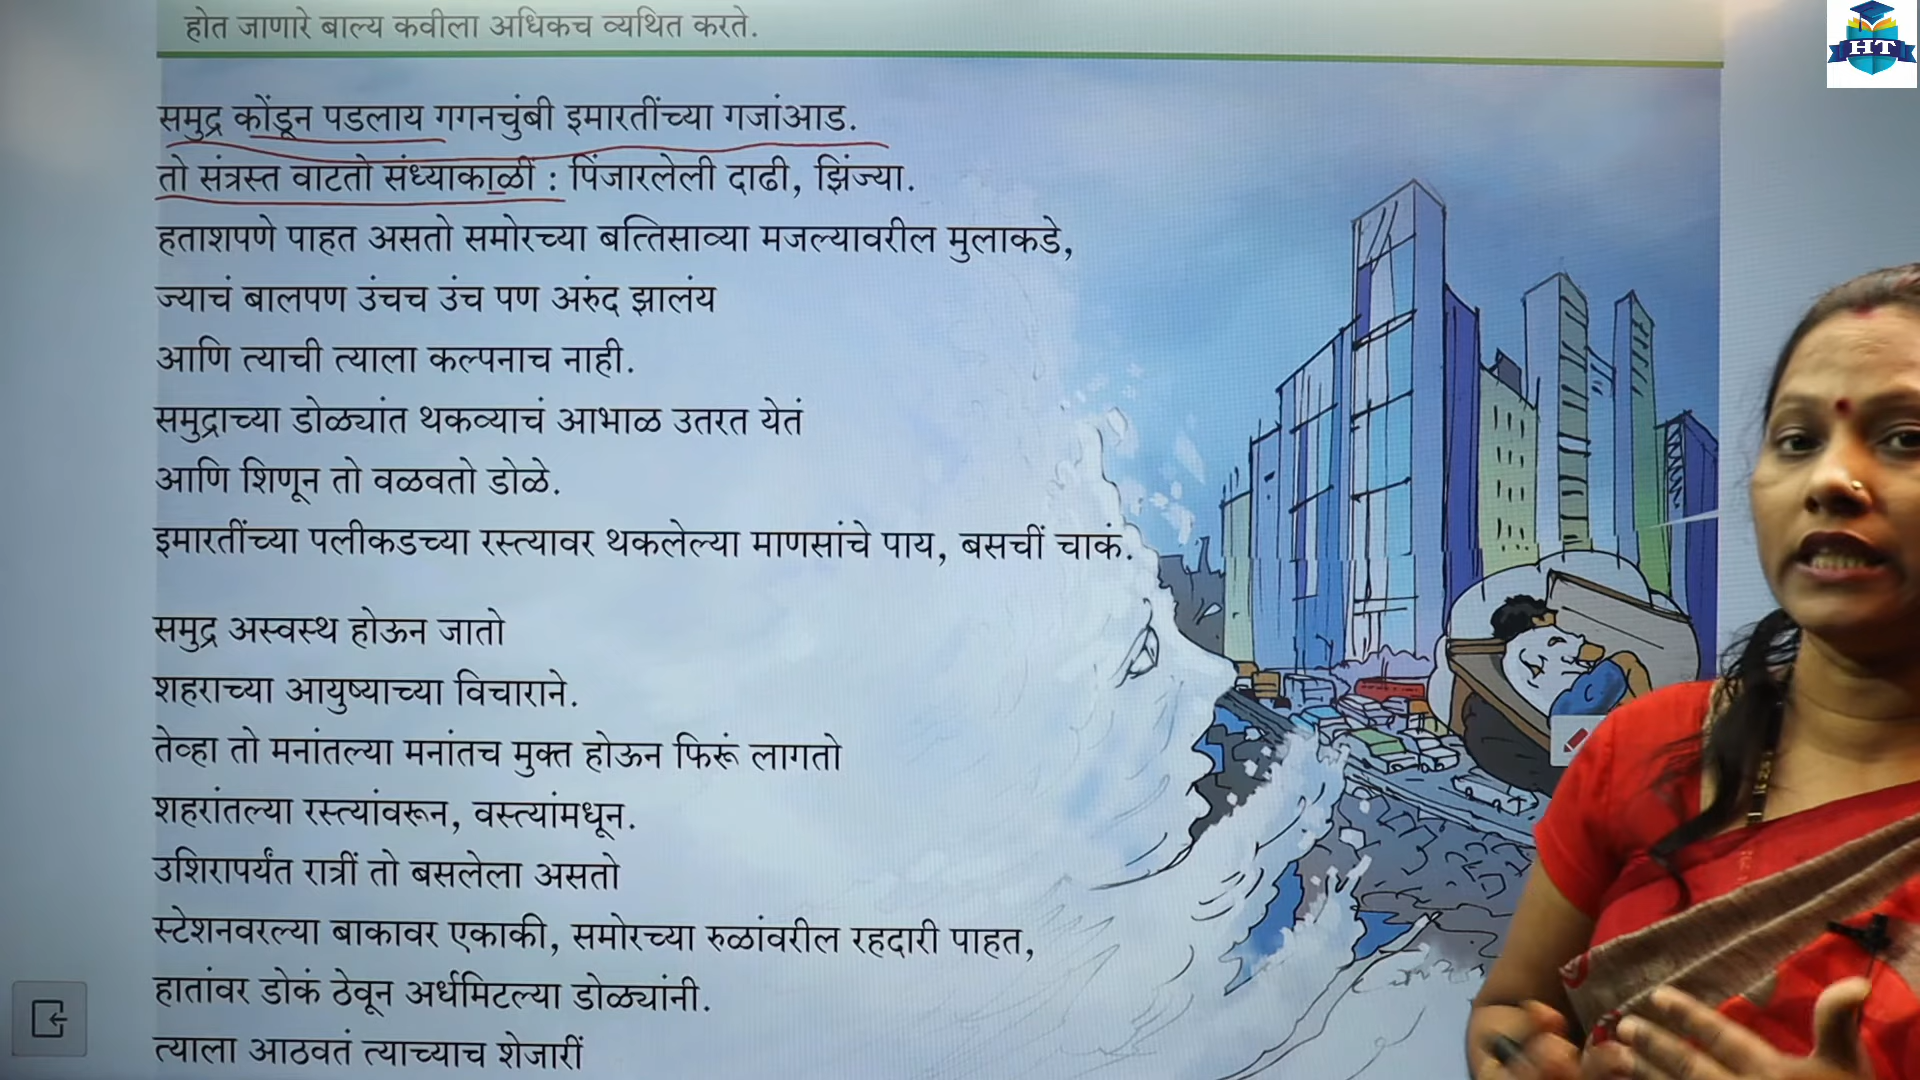 होत जाणारे बाल्य कवीला अधिकच व्यथित करते.
HT
समुद्र कोंडून पडलाय गगनचुंबी इमारतींच्या गजांआड.
तो संत्रस्त वाटतो संध्याकाळीं : पिंजारलेली दाढी, झिंज्या.
हताशपणे पाहत असतो समोरच्या बत्तिसाव्या मजल्यावरील मुलाकडे,
ज्याचं बालपण उंचच उंच पण अरुंद झालंय
आणि त्याची त्याला कल्पनाच नाही.
समुद्राच्या डोळ्यांत थकव्याचं आभाळ उतरत येतं
आणि शिणून तो वळवतो डोळे.
इमारतींच्या पलीकडच्या रस्त्यावर थकलेल्या माणसांचे पाय, बसचीं चाकं.
समुद्र अस्वस्थ होऊन जातो
शहराच्या आयुष्याच्या विचाराने.
तेव्हा तो मनांतल्या मनांतच मुक्त होऊन फिरूं लागतो
शहरांतल्या रस्त्यांवरून, वस्त्यांमधून.
उशिरापर्यंत रात्रीं तो बसलेला असतो
स्टेशनवरल्या बाकावर एकाकी, समोरच्या रुळांवरील रहदारी पाहत,
हातांवर डोकं ठेवून अर्धमिटल्या डोळ्यांनी.
त्याला आठवतं त्याच्याच शेजारीं